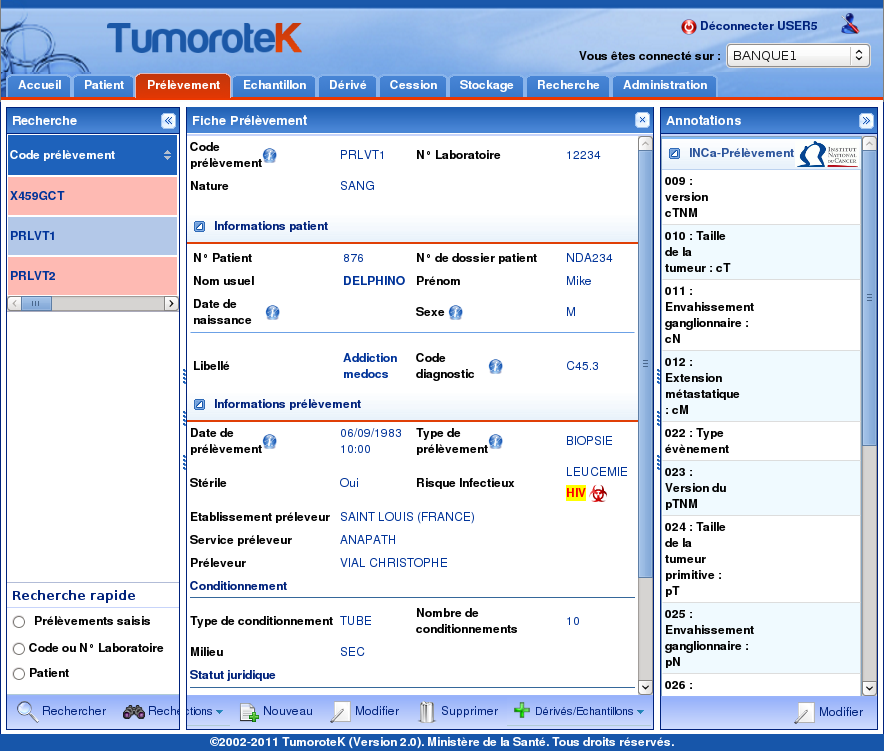 TumoroteK
Déconnecter USER5
Vous êtes connecté sur :
BANQUE1
Accueil
Patient
Prélèvement
Echantillon
Dérivé
Cession
Stockage
Recherche
Administration
Recherche
Code prélèvement
X459GCT
PRLVT1
PRLVT2
Recherche rapide
Prélèvements saisis
Code ou N° Laboratoire
Patient
Rechercher
Fiche Prélèvement
Code
prélèvement
PRLVT1
N° Laboratoire
12234
Nature
SANG
Informations patient
N° Patient
876
N° de dossier patient
NDA234
Nom usuel
DELPHINO
Prénom
Mike
Date de
naissance
Sexe
M
Libellé
Addiction
medocs
Code
diagnostic
C45.3
Informations prélèvement
Date de
prélèvement
06/09/1983
10:00
Type de
prélèvement
BIOPSIE
Stérile
Oui
Risque Infectieux
LEUCEMIE
HIV
Etablissement préleveur
SAINT LOUIS (FRANCE)
Service préleveur
ANAPATH
Préleveur
VIAL CHRISTOPHE
Conditionnement
Type de conditionnement
TUBE
Nombre de
conditionnements
10
Milieu
SEC
Statut juridique
Nouveau
Modifier
Supprimer
Dérivés/Echantillons
Annotations
INCa-Prélèvement
INSTITUT
NATIONAL
DU CANCER
009 :
version
cTNM
010 : Taille
de la
tumeur : cT
011 :
Envahissement
ganglionnaire :
cN
012 :
Extension
métastatique
: cM
022 : Type
évènement
023 :
Version du
pTNM
024 : Taille
de la
tumeur
primitive :
pT
025 :
Envahissement
ganglionnaire :
pN
026 :
Modifier
©2002-2011 TumoroteK (Version 2.0). Ministère de la Santé. Tous droits réservés.